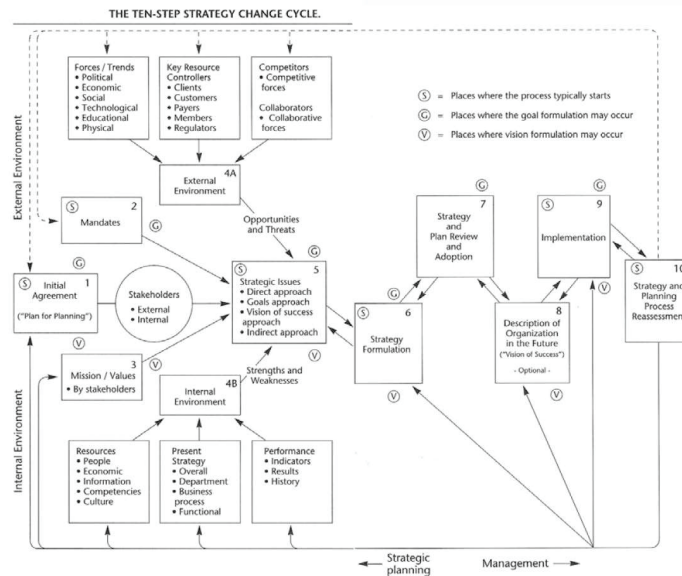 THE TEN-STEP STRATEGY CHANGE CYCLE.
Forces / Trends
• Political
• Economic
• Social
• Technological
• Educational
• Physical
Key Resource
Controllers
• Clients
• Customers
• Payers
• Members
• Regulators
Competitors
• Competitive
forces
Collaborators
• Collaborative
forces
Ⓢ = Places where the process typically starts
Ⓖ = Places where the goal formulation may occur
Ⓥ = Places where vision formulation may occur
External Environment
4A
External
Environment
Opportunities
and Threats
Ⓢ 2
Mandates
Ⓖ
Ⓖ
Ⓢ 1
Initial
Agreement
("Plan for Planning")
Ⓥ
Stakeholders
• External
• Internal
3
Mission / Values
• By stakeholders
Ⓥ
Ⓖ
Ⓢ 5
Strategic Issues
• Direct approach
• Goals approach
• Vision of success
approach
• Indirect approach
Ⓥ
Strengths and
Weaknesses
4B
Internal
Environment
Internal Environment
Resources
• People
• Economic
• Information
• Competencies
• Culture
Present
Strategy
• Overall
• Department
• Business
process
• Functional
Performance
• Indicators
• Results
• History
Ⓖ
Ⓢ 6
Strategy
Formulation
Ⓥ
Ⓖ
7
Strategy
and
Plan Review
and
Adoption
8
Description of
Organization
in the Future
("Vision of Success")
- Optional -
Ⓥ
Ⓖ
Ⓢ 9
Implementation
Ⓥ
10
Ⓢ
Strategy and
Planning
Process
Reassessment
Strategic
planning
Management